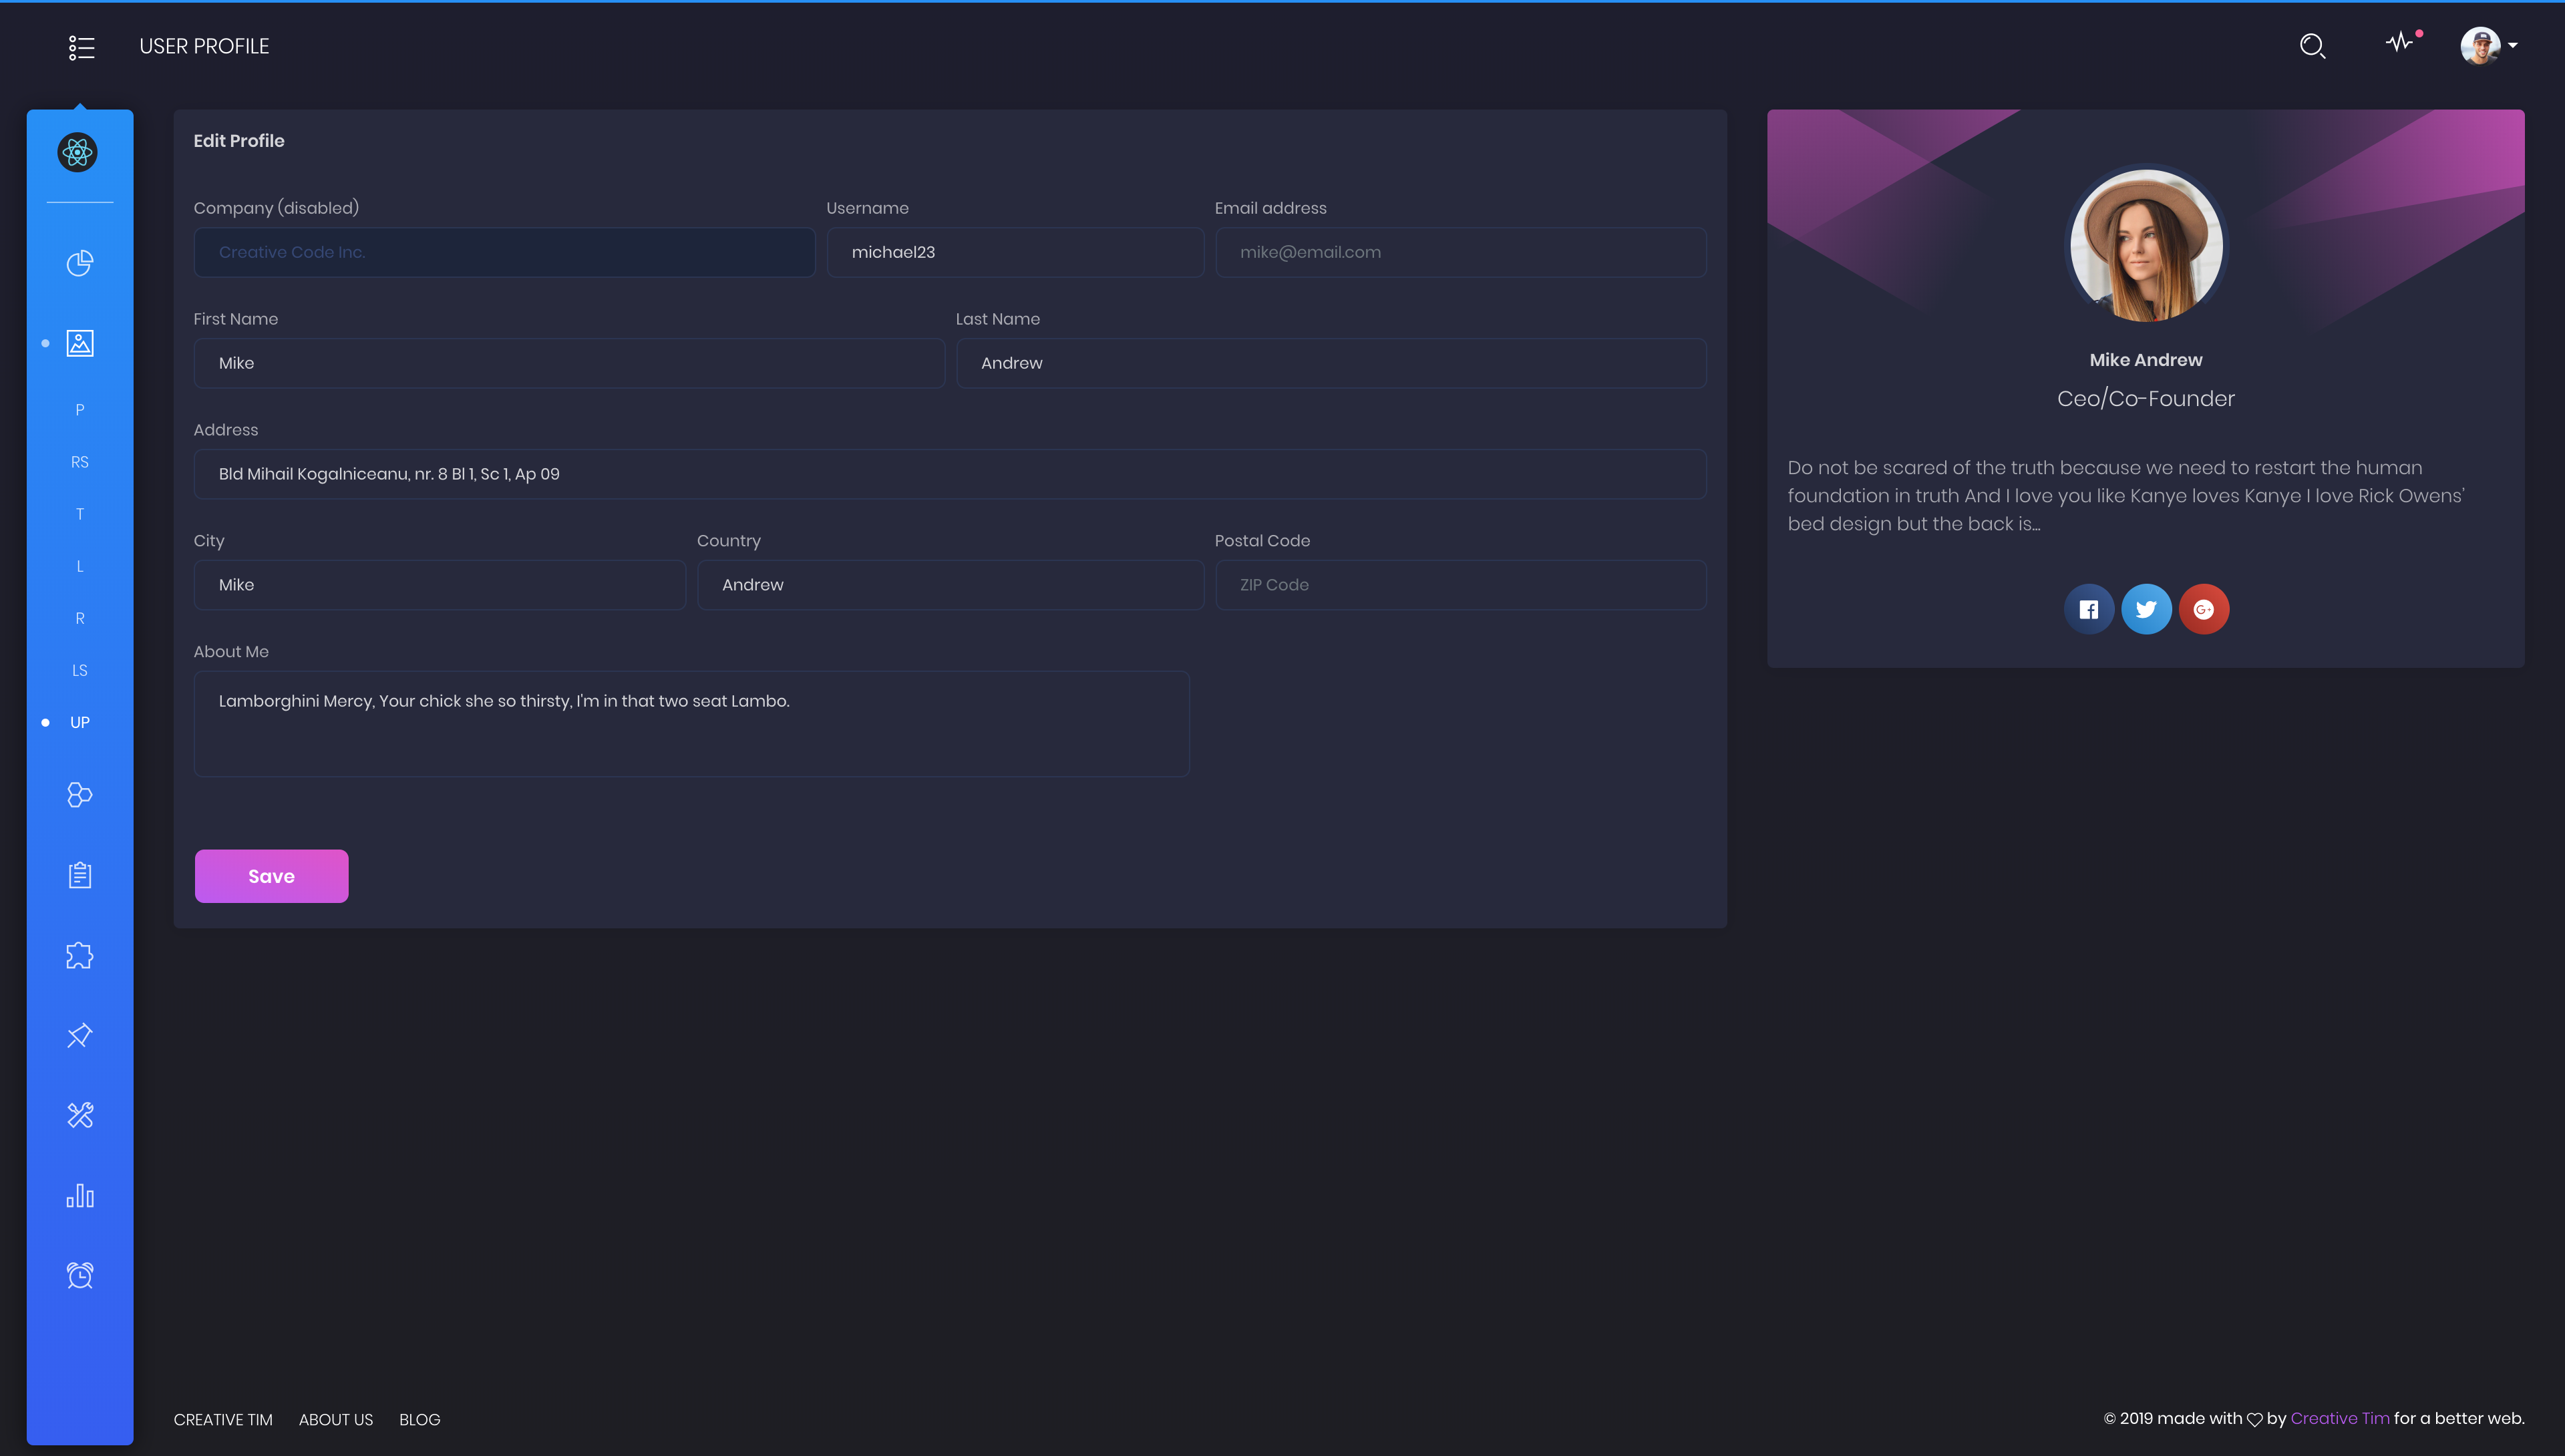 USER PROFILE
P
RS
T
L
R
LS
UP
Edit Profile
Company (disabled)
Creative Code Inc.
Username
michael23
Email address
mike@email.com
First Name
Mike
Last Name
Andrew
Address
Bld Mihail Kogalniceanu, nr. 8 Bl 1, Sc 1, Ap 09
City
Mike
Country
Andrew
Postal Code
ZIP Code
About Me
Lamborghini Mercy, Your chick she so thirsty, I'm in that two seat Lambo.
Save
Mike Andrew
Ceo/Co-Founder
Do not be scared of the truth because we need to restart the human
foundation in truth And I love you like Kanye loves Kanye I love Rick Owens'
bed design but the back is...
G+
CREATIVE TIM ABOUT US BLOG
© 2019 made with by Creative Tim for a better web.